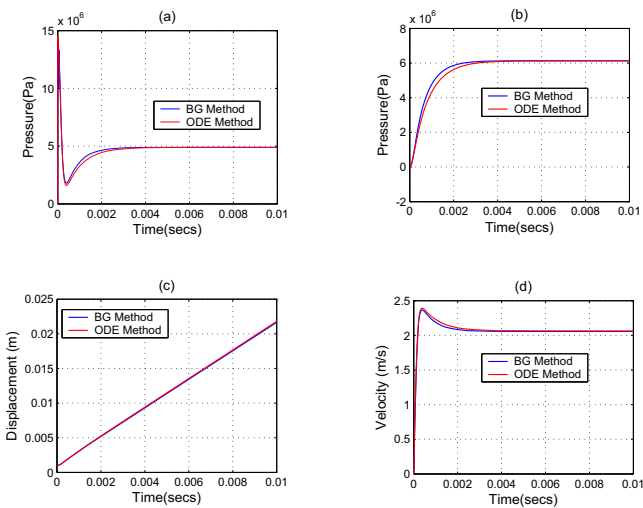 (a)
x 10^6
15
10
5
0
Pressure(Pa)
BG Method
ODE Method
0
0.002
0.004
0.006
0.008
0.01
Time(secs)
(b)
x 10^6
8
6
4
2
0
-2
Pressure(Pa)
BG Method
ODE Method
0
0.002
0.004
0.006
0.008
0.01
Time(secs)
(c)
0.025
0.02
0.015
0.01
0.005
0
Displacement (m)
BG Method
ODE Method
0
0.002
0.004
0.006
0.008
0.01
Time(secs)
(d)
2.5
2
1.5
1
0.5
0
Velocity (m/s)
BG Method
ODE Method
0
0.002
0.004
0.006
0.008
0.01
Time(secs)